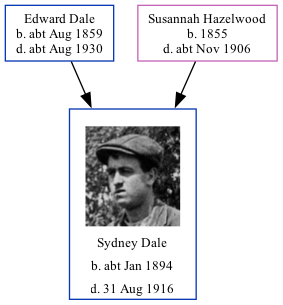 Edward Dale
b. abt Aug 1859
d. abt Aug 1930
Susannah Hazelwood
b. 1855
d. abt Nov 1906
Sydney Dale
b. abt Jan 1894
d. 31 Aug 1916